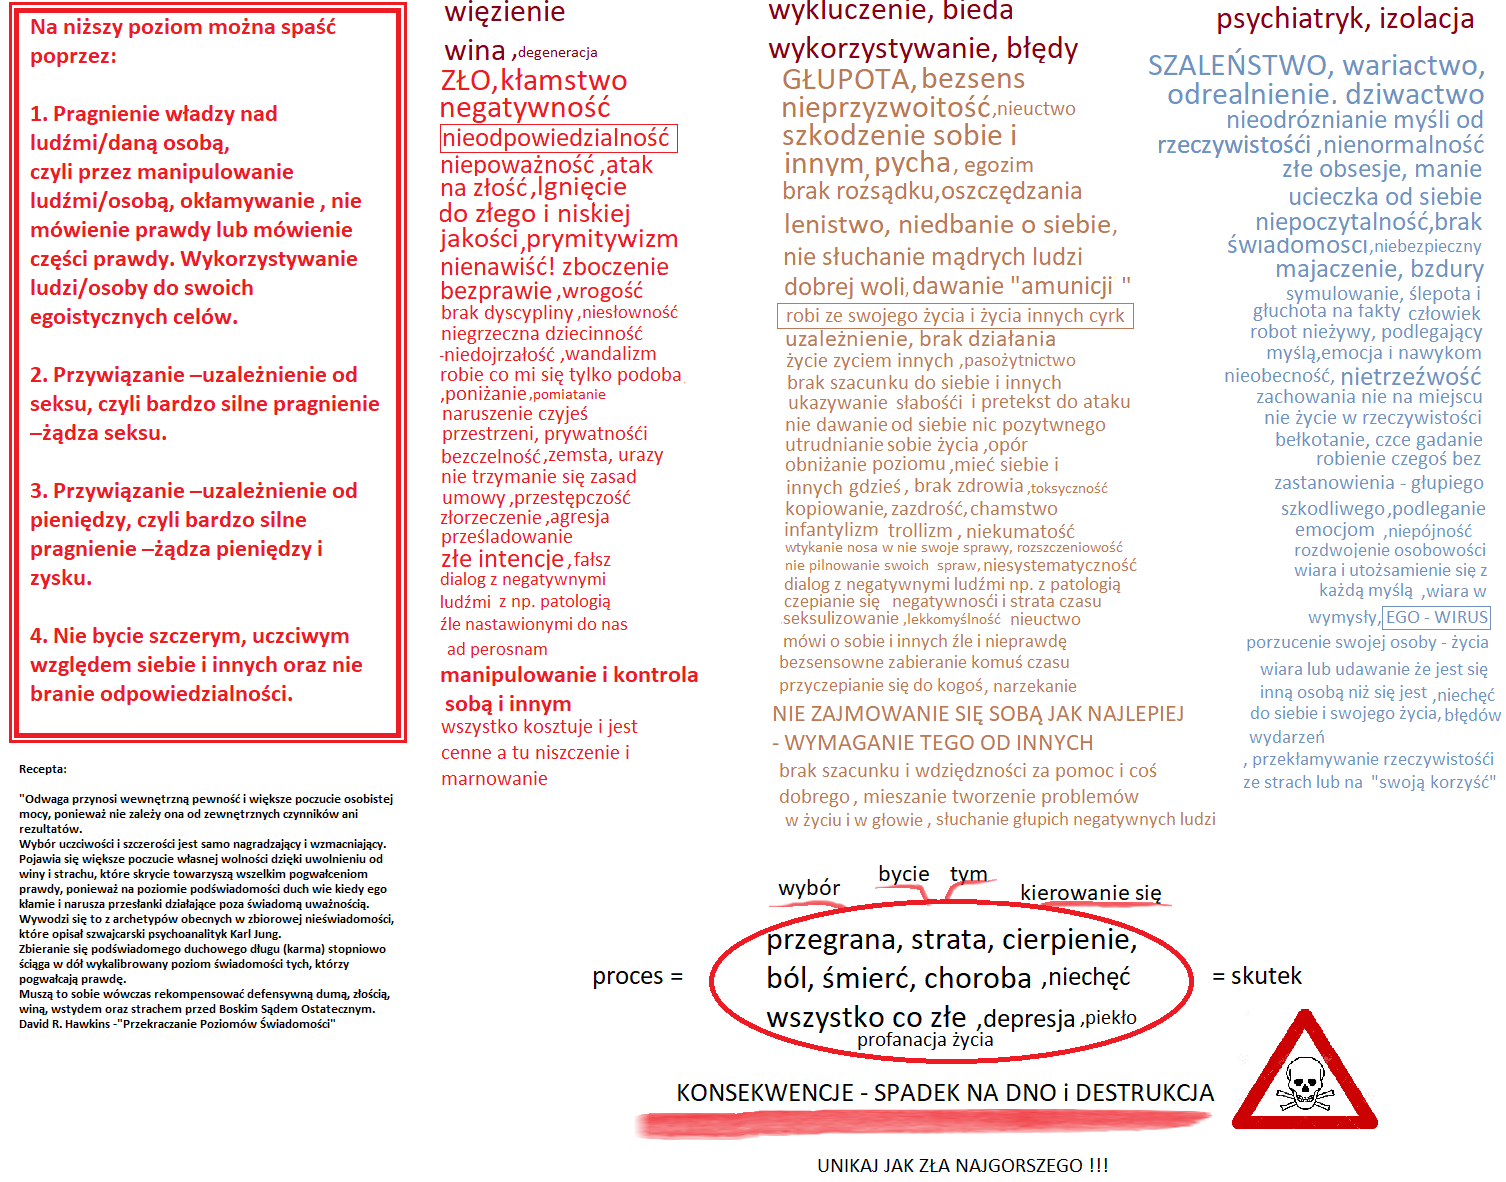 Na niższy poziom można spaść
poprzez:
1. Pragnienie władzy nad
ludźmi/daną osobą,
czyli przez manipulowanie
ludźmi/osobą, okłamywanie , nie
mówienie prawdy lub mówienie
części prawdy. Wykorzystywanie
ludzi/osoby do swoich
egoistycznych celów.
2. Przywiązanie –uzależnienie od
seksu, czyli bardzo silne pragnienie
–żądza seksu.
3. Przywiązanie –uzależnienie od
pieniędzy, czyli bardzo silne
pragnienie –żądza pieniędzy i
zysku.
4. Nie bycie szczerym, uczciwym
względem siebie i innych oraz nie
branie odpowiedzialności.
Recepta:
"Odwaga przynosi wewnętrzną pewność i większe poczucie osobistej
mocy, ponieważ nie zależy ona od zewnętrznych czynników ani
rezultatów.
Wybór uczciwości i szczerości jest samo nagradzający i wzmacniający.
Pojawia się większe poczucie własnej wolności dzięki uwolnieniu od
winy i strachu, które skrycie towarzyszą wszelkim pogwałceniom
prawdy, ponieważ na poziomie podświadomości duch wie kiedy ego
kłamie i narusza przesłanki działające poza świadomą uważnością.
Wywodzi się to z archetypów obecnych w zbiorowej nieświadomości,
które opisał szwajcarski psychoanalityk Karl Jung.
Zbieranie się podświadomego duchowego długu (karma) stopniowo
ściąga w dół wykalibrowany poziom świadomości tych, którzy
pogwałcają prawdę.
Muszą to sobie wówczas rekompensować defensywną dumą, złością,
winą, wstydem oraz strachem przed Boskim Sądem Ostatecznym.
David R. Hawkins -"Przekraczanie Poziomów Świadomości"
więzienie
wina ,degeneracja
ZŁO,kłamstwo
negatywność
nieodpowiedzialność
niepoważność ,atak
na złość ,lgnięcie
do złego i niskiej
jakości,prymitywizm
nienawiść! zboczenie
bezprawie ,wrogość
brak dyscypliny ,niesłowność
niegrzeczna dziecinność
-niedojrzałość ,wandalizm
robie co mi się tylko podoba
,poniżanie ,pomiatanie
naruszenie czyjeś
przestrzeni, prywatnośći
bezczelność ,zemsta, urazy
nie trzymanie się zasad
umowy ,przestępczość
złorzeczenie ,agresja
prześladowanie
złe intencje ,fałsz
dialog z negatywnymi
ludźmi z np. patologią
źle nastawionymi do nas
ad perosnam
manipulowanie i kontrola
sobą i innym
wszystko kosztuje i jest
cenne a tu niszczenie i
marnowanie
wykluczenie, bieda
wykorzystywanie, błędy
GŁUPOTA, bezsens
nieprzyzwoitość,nieuctwo
szkodzenie sobie i
innym, pycha , egozim
brak rozsądku,oszczędzania
lenistwo, niedbanie o siebie,
nie słuchanie mądrych ludzi
dobrej woli, dawanie "amunicji "
robi ze swojego życia i życia innych cyrk
uzależnienie, brak działania
życie zyciem innych ,pasożytnictwo
brak szacunku do siebie i innych
ukazywanie słabośći i pretekst do ataku
nie dawanie od siebie nic pozytwnego
utrudnianie sobie życia ,opór
obniżanie poziomu ,mieć siebie i
innych gdzieś , brak zdrowia ,toksyczność
kopiowanie, zazdrość, chamstwo
infantylizm trollizm , niekumatość
wtykanie nosa w nie swoje sprawy, rozszczeniowość
nie pilnowanie swoich spraw, niesystematyczność
dialog z negatywnymi ludźmi np. z patologią
czepianie się negatywnosći i strata czasu
.seksulizowanie ,lekkomyślność nieuctwo
mówi o sobie i innych źle i nieprawdę
bezsensowne zabieranie komuś czasu
przyczepianie się do kogoś , narzekanie
NIE ZAJMOWANIE SIĘ SOBĄ JAK NAJLEPIEJ
- WYMAGANIE TEGO OD INNYCH
brak szacunku i wdziędzności za pomoc i coś
dobrego , mieszanie tworzenie problemów
w życiu i w głowie , słuchanie głupich negatywnych ludzi
psychiatryk, izolacja
SZALEŃSTWO, wariactwo,
odrealnienie. dziwactwo
nieodróznianie myśli od
rzeczywistośći ,nienormalność
złe obsesje, manie
ucieczka od siebie
niepoczytalność,brak
świadomości ,niebezpieczny
majaczenie, bzdury
symulowanie, ślepota i
głuchota na fakty człowiek
robot nieżywy, podlegający
myślą,emocja i nawykom
nieobecność, nietrzeźwość
zachowania nie na miejscu
nie życie w rzeczywistości
bełkotanie, czce gadanie
robienie czegoś bez
zastanowienia - głupiego
szkodliwego ,podleganie
emocjom ,niepójność
rozdwojenie osobowości
wiara i utożsamienie się z
każdą myślą ,wiara w
wymysły, EGO - WIRUS
porzucenie swojej osoby - życia
wiara lub udawanie że jest się
inną osobą niż się jest ,niechęć
do siebie i swojego życia, błędów
wydarzeń
, przekłamywanie rzeczywistośći
ze strach lub na "swoją korzyść"
wybór bycie tym kierowanie się
przegrana, strata, cierpienie,
proces = ból, śmierć, choroba ,niechęć = skutek
wszystko co złe ,depresja ,piekło
profanacja życia
KONSEKWENCJE - SPADEK NA DNO i DESTRUKCJA
UNIKAJ JAK ZŁA NAJGORSZEGO !!!